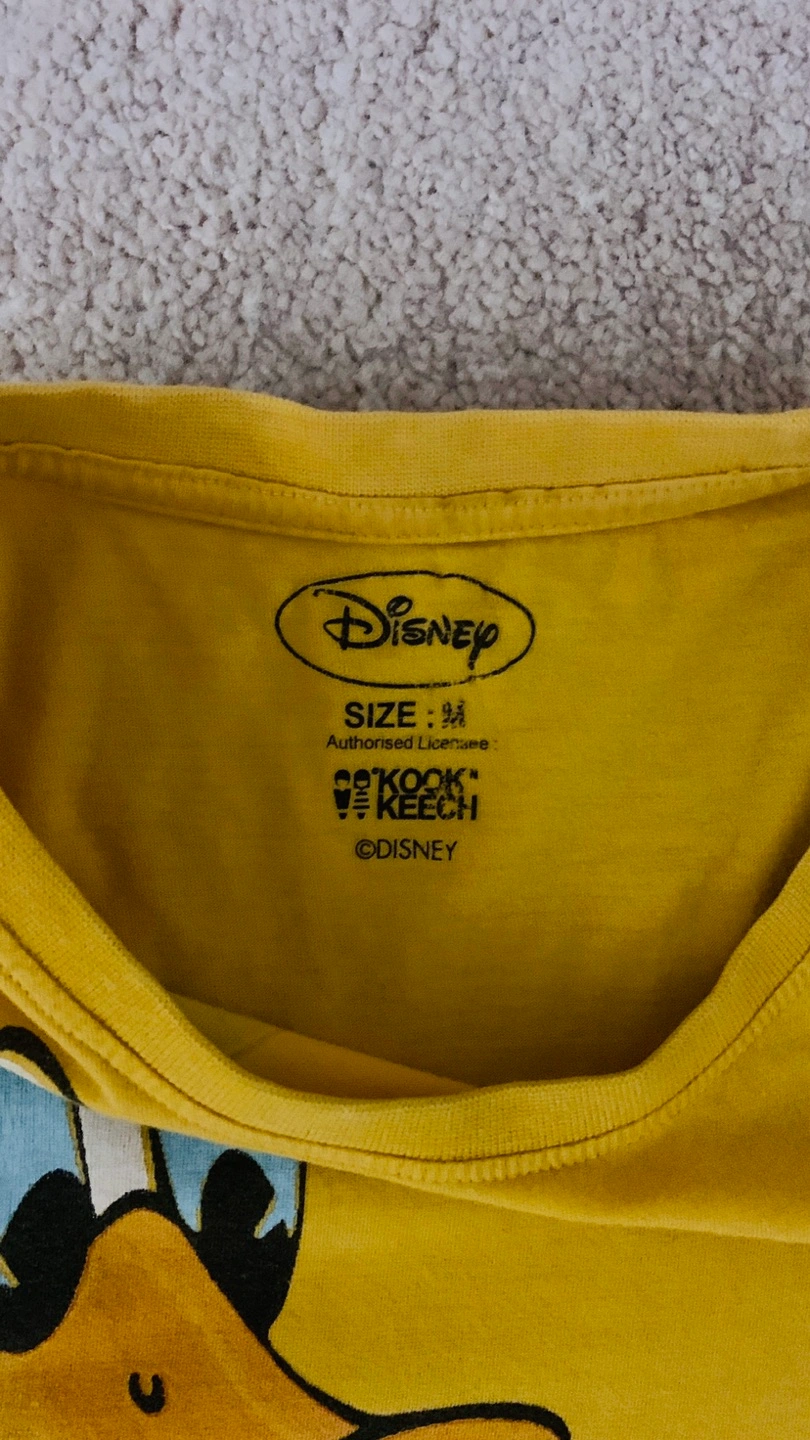 Disney
SIZE : M
Authorised Licensee :
"KOOK N
KEECH
©DISNEY